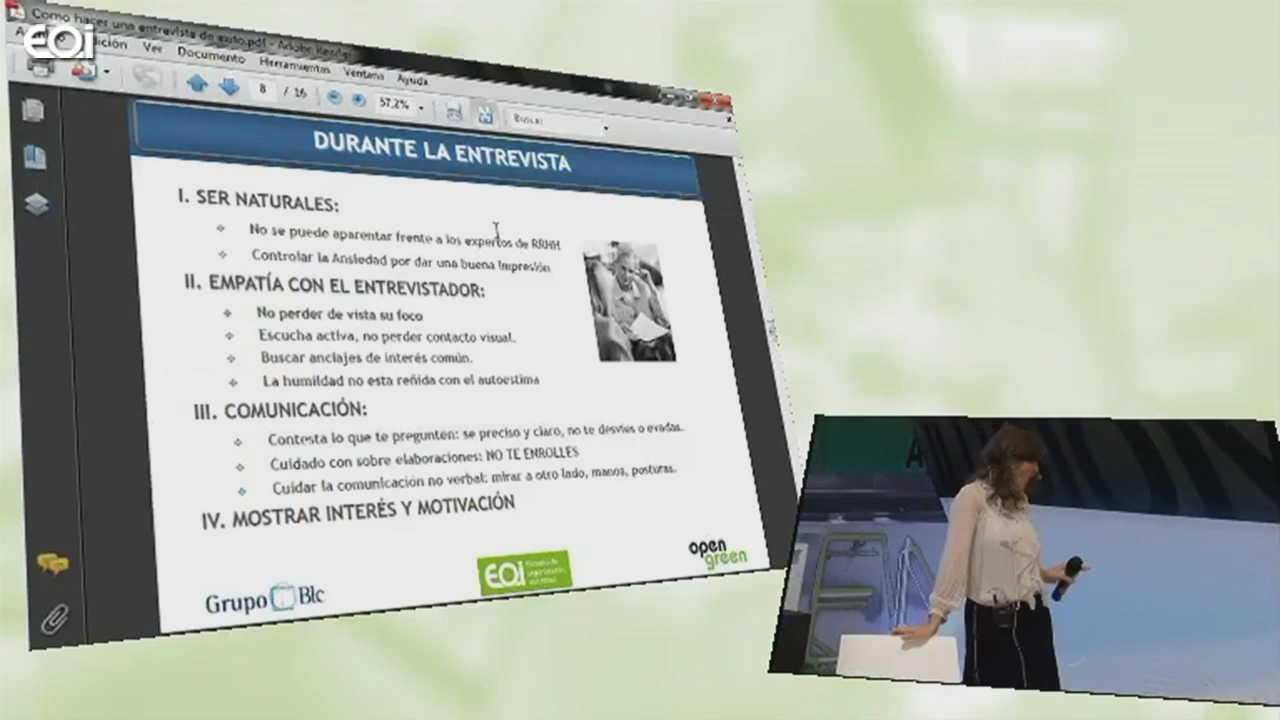 EOi
Como hacer una entrevista de exito.pdf - Adobe Reader
Ver Documento Herramientas Ventana Ayuda
8 / 16 57,2% Buscar
DURANTE LA ENTREVISTA
I. SER NATURALES:
No se puede aparentar frente a los expertos de RRHH
Controlar la Ansiedad por dar una buena impresión
II. EMPATÍA CON EL ENTREVISTADOR:
No perder de vista su foco
Escucha activa, no perder contacto visual.
Buscar anclajes de interés común.
La humildad no esta reñida con el autoestima
III. COMUNICACIÓN:
Contesta lo que te pregunten: se preciso y claro, no te desvíes o evadas.
Cuidado con sobre elaboraciones: NO TE ENROLLES
Cuidar la comunicación no verbal: mirar a otro lado, manos, posturas.
IV. MOSTRAR INTERÉS Y MOTIVACIÓN
Grupo Blc
EOi
open
green